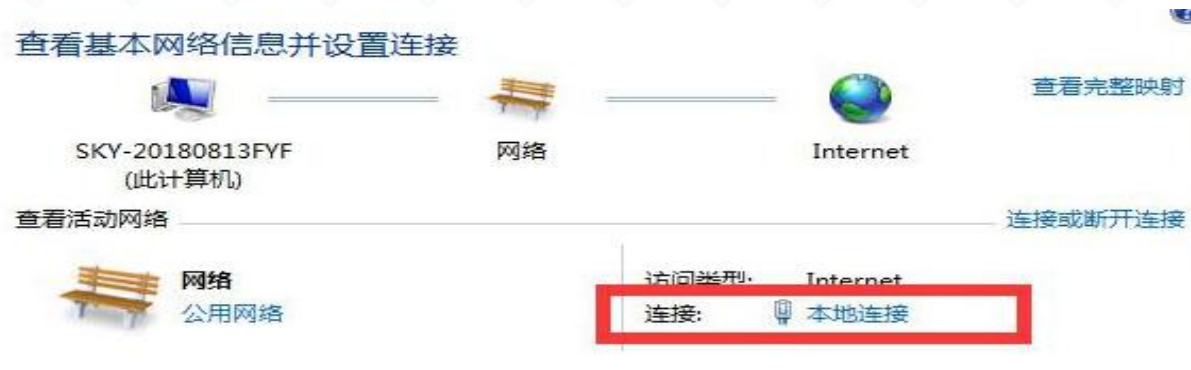 查看基本网络信息并设置连接
查看完整映射
SKY-20180813FYF
(此计算机)
网络
Internet
查看活动网络
连接或断开连接
网络
公用网络
访问类型:
Internet
连接:
本地连接